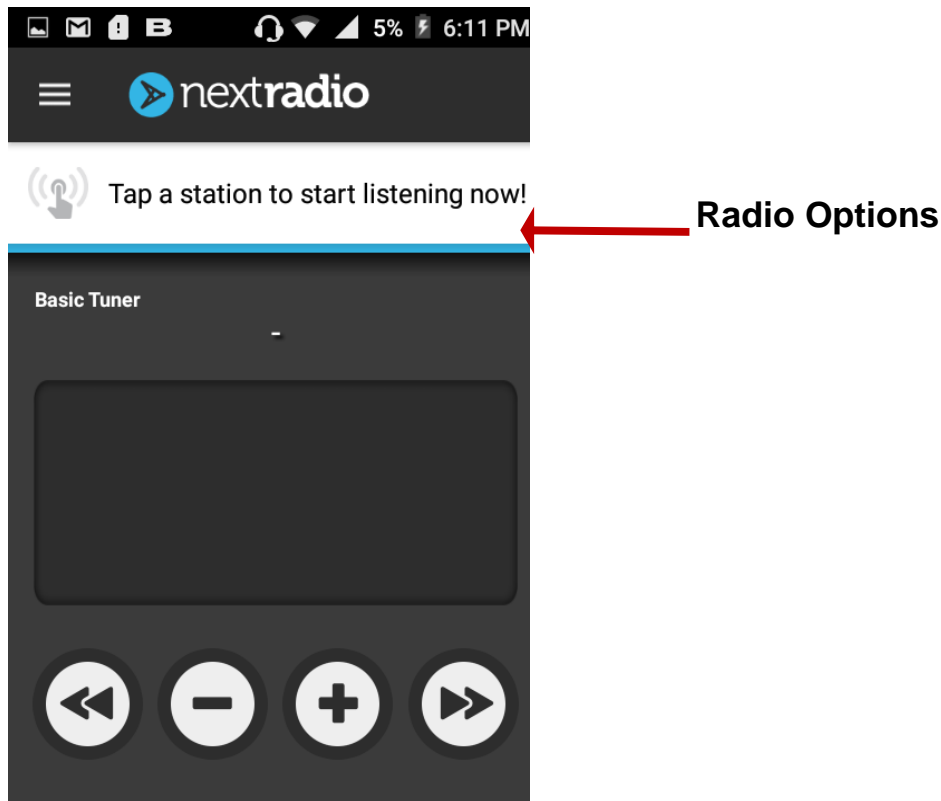 5% 6:11 PM
nextradio
Tap a station to start listening now!
Radio Options
Basic Tuner
-